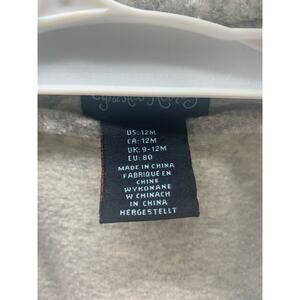 US: 12M
CA: 12M
UK: 9-12M
EU: 80
MADE IN CHINA
FABRIQUÉ EN
CHINE
WYKONANE
W CHINACH
IN CHINA
HERGESTELLT